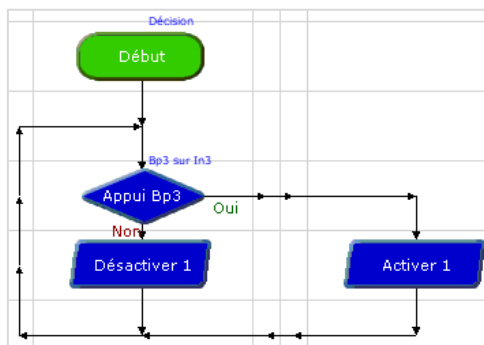 Décision
Début
Bp3 sur In3
Appui Bp3
Oui
Non
Désactiver 1
Activer 1